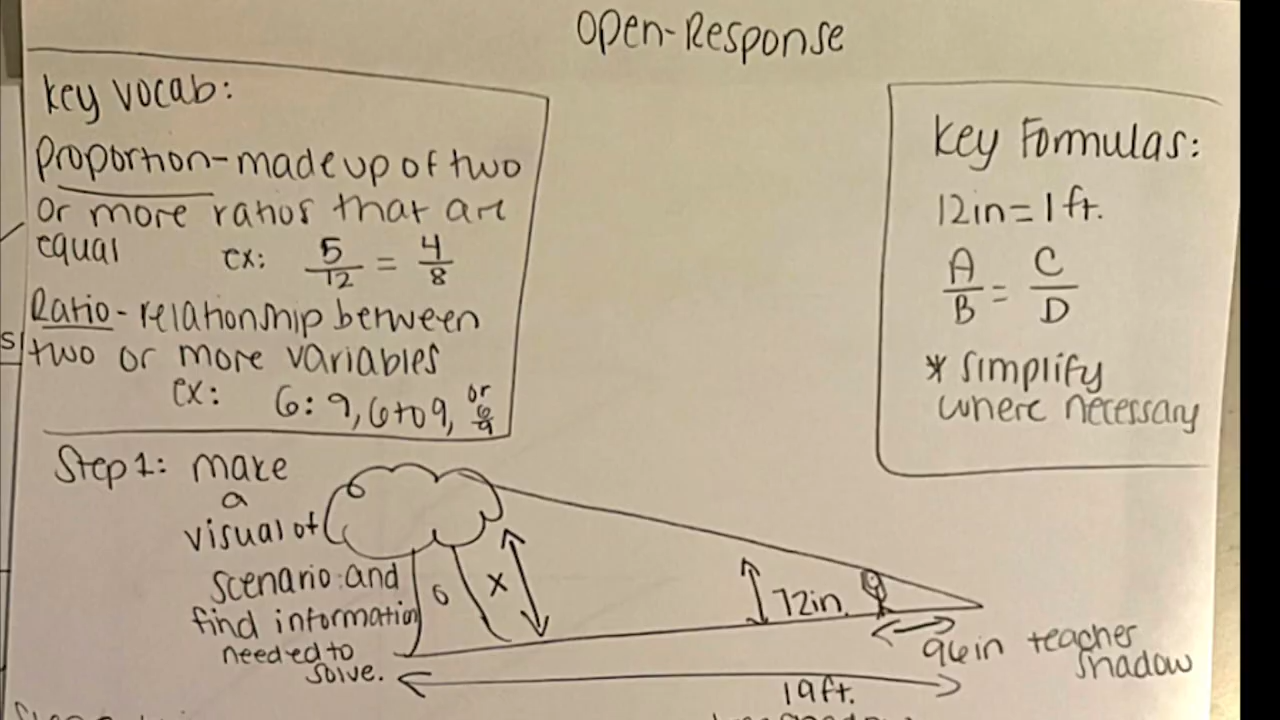 Open-Response
Key vocab:
Proportion - made up of two
or more ratios that are
equal ex: 5/12 = 4/8
Ratio - relationship between
two or more variables
ex: 6:9, 6 to 9, or 6/9
Key Formulas:
12in = 1 ft.
A/B = C/D
* simplify
where necessary
Step 1: make
a
visual of
scenario and
find information
needed to
solve.
X
72in.
96in teacher
shadow
19ft.